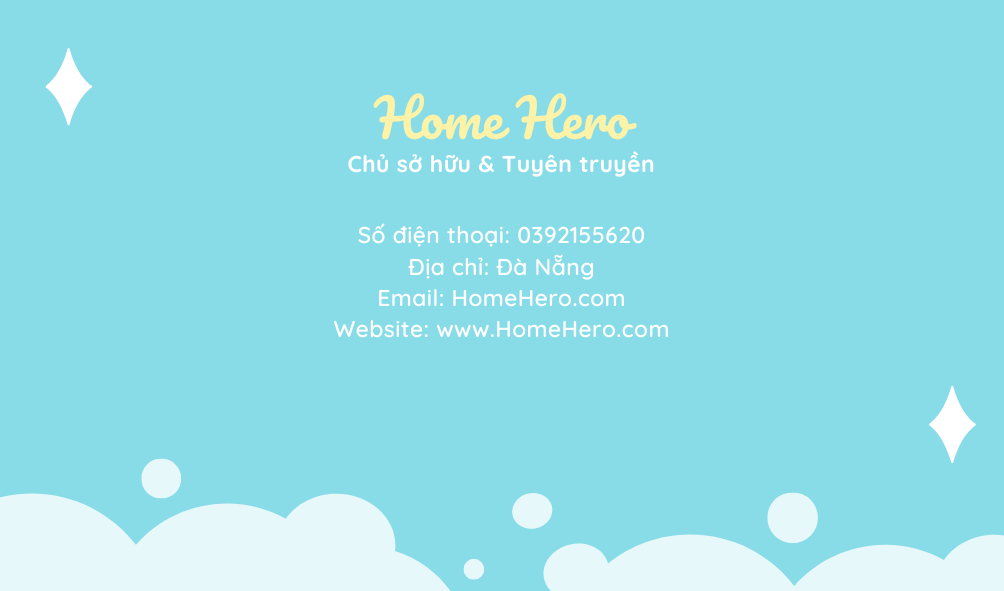 Home Hero
Chủ sở hữu & Tuyên truyền
Số điện thoại: 0392155620
Địa chỉ: Đà Nẵng
Email: HomeHero.com
Website: www.HomeHero.com